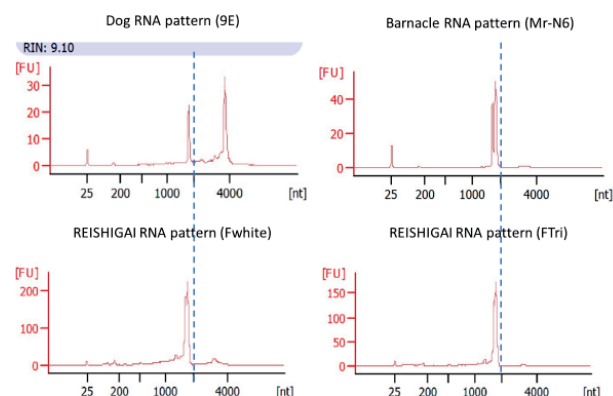 Dog RNA pattern (9E)
RIN: 9.10
[FU]
30
20
10
0
25 200 1000 4000 [nt]
Barnacle RNA pattern (Mr-N6)
[FU]
40
20
0
25 200 1000 4000 [nt]
REISHIGAI RNA pattern (Fwhite)
[FU]
200
100
0
25 200 1000 4000 [nt]
REISHIGAI RNA pattern (FTri)
[FU]
150
100
50
0
25 200 1000 4000 [nt]